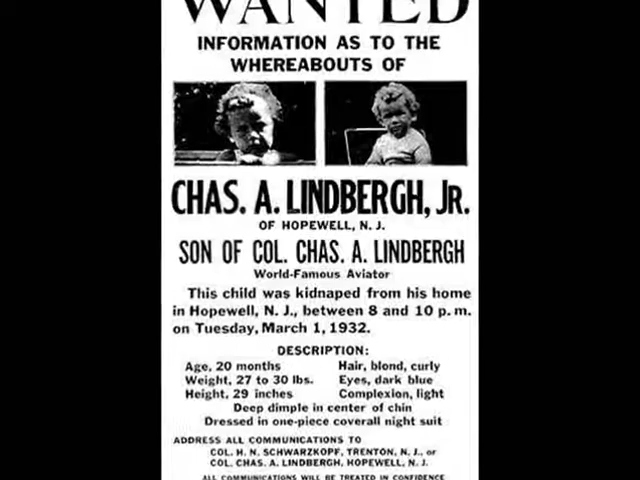 WANTED
INFORMATION AS TO THE
WHEREABOUTS OF
CHAS. A. LINDBERGH, JR.
OF HOPEWELL, N. J.
SON OF COL. CHAS. A. LINDBERGH
World-Famous Aviator
This child was kidnaped from his home
in Hopewell, N. J., between 8 and 10 p. m.
on Tuesday, March 1, 1932.
DESCRIPTION:
Age, 20 months Hair, blond, curly
Weight, 27 to 30 lbs. Eyes, dark blue
Height, 29 inches Complexion, light
Deep dimple in center of chin
Dressed in one-piece coverall night suit
ADDRESS ALL COMMUNICATIONS TO
COL. H. N. SCHWARZKOPF, TRENTON, N. J., or
COL. CHAS. A. LINDBERGH, HOPEWELL, N. J.
ALL COMMUNICATIONS WILL BE TREATED IN CONFIDENCE